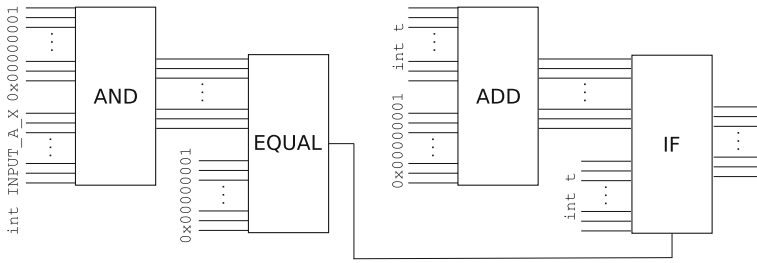 0x00000001
int INPUT_A_X
AND
0x00000001
EQUAL
int t
0x00000001
ADD
int t
IF